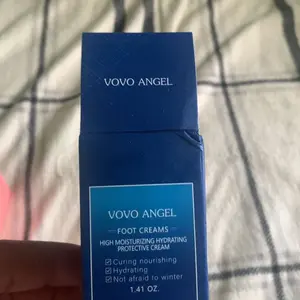 VOVO ANGEL
VOVO ANGEL
FOOT CREAMS
HIGH MOISTURIZING HYDRATING
PROTECTIVE CREAM
Curing nourishing
Hydrating
Not afraid to winter
1.41 OZ.